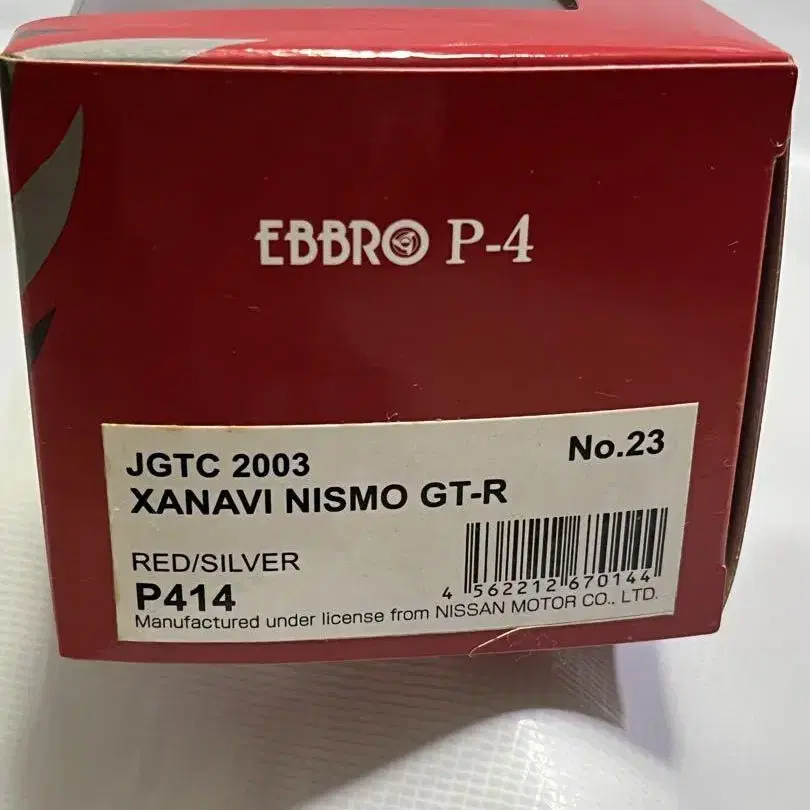 EBBRO P-4
JGTC 2003 No.23
XANAVI NISMO GT-R
RED/SILVER
P414
4 562212 670144
Manufactured under license from NISSAN MOTOR CO., LTD.